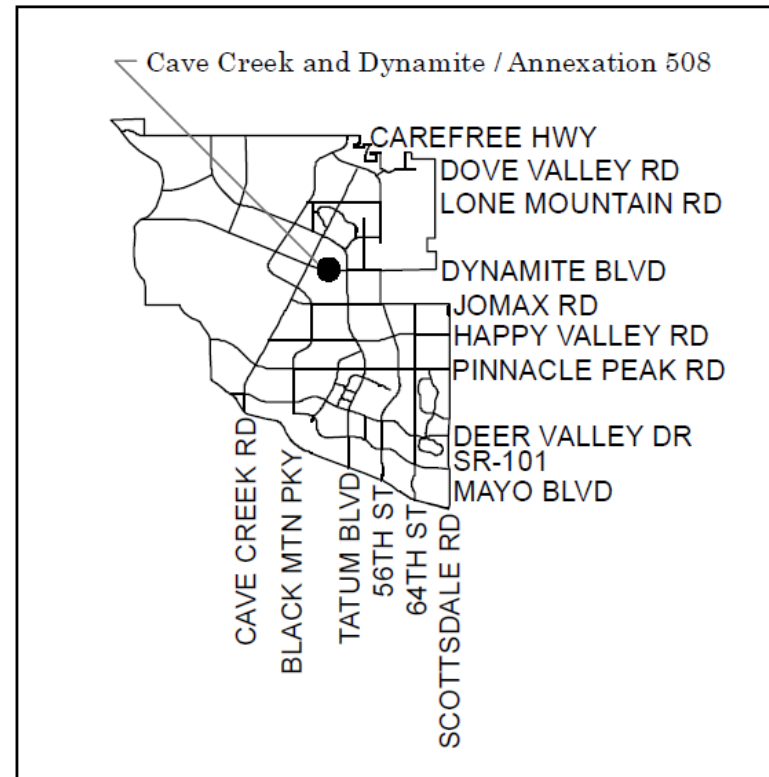 Cave Creek and Dynamite / Annexation 508
CAREFREE HWY
DOVE VALLEY RD
LONE MOUNTAIN RD
DYNAMITE BLVD
JOMAX RD
HAPPY VALLEY RD
PINNACLE PEAK RD
DEER VALLEY DR
SR-101
MAYO BLVD
CAVE CREEK RD
BLACK MTN PKY
TATUM BLVD
56TH ST
64TH ST
SCOTTSDALE RD